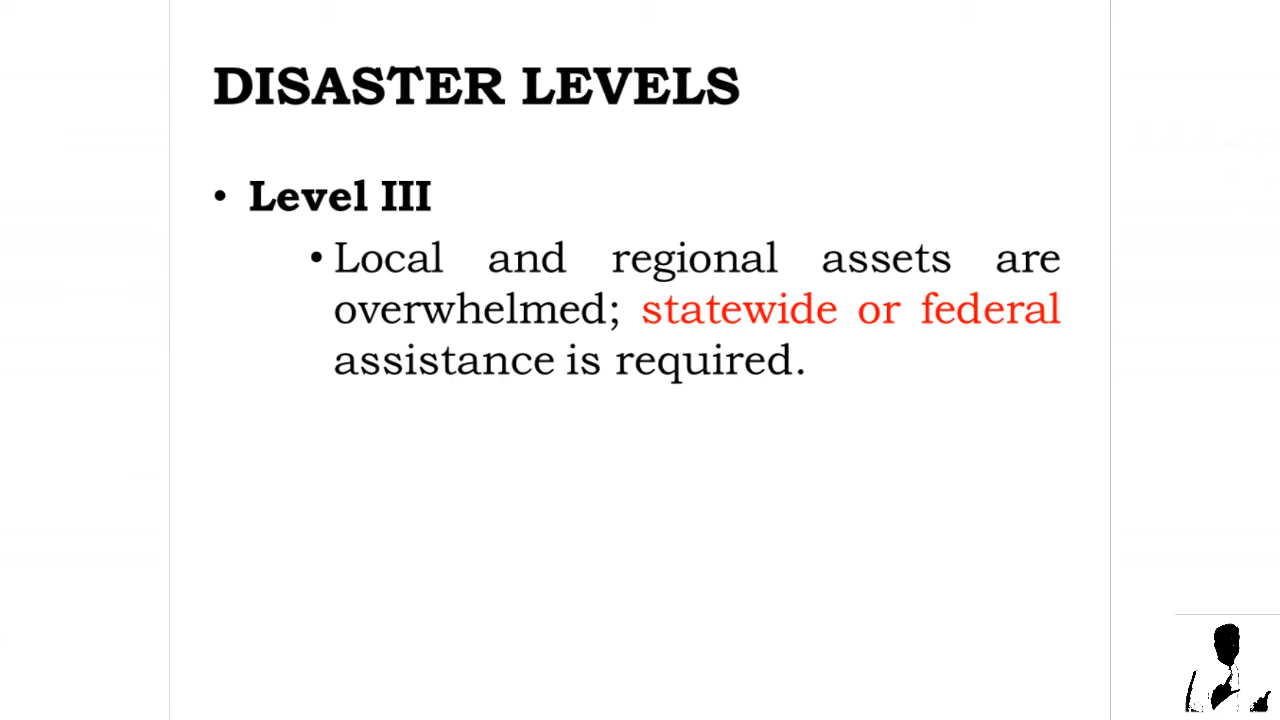 DISASTER LEVELS
• Level III
• Local and regional assets are
overwhelmed; statewide or federal
assistance is required.